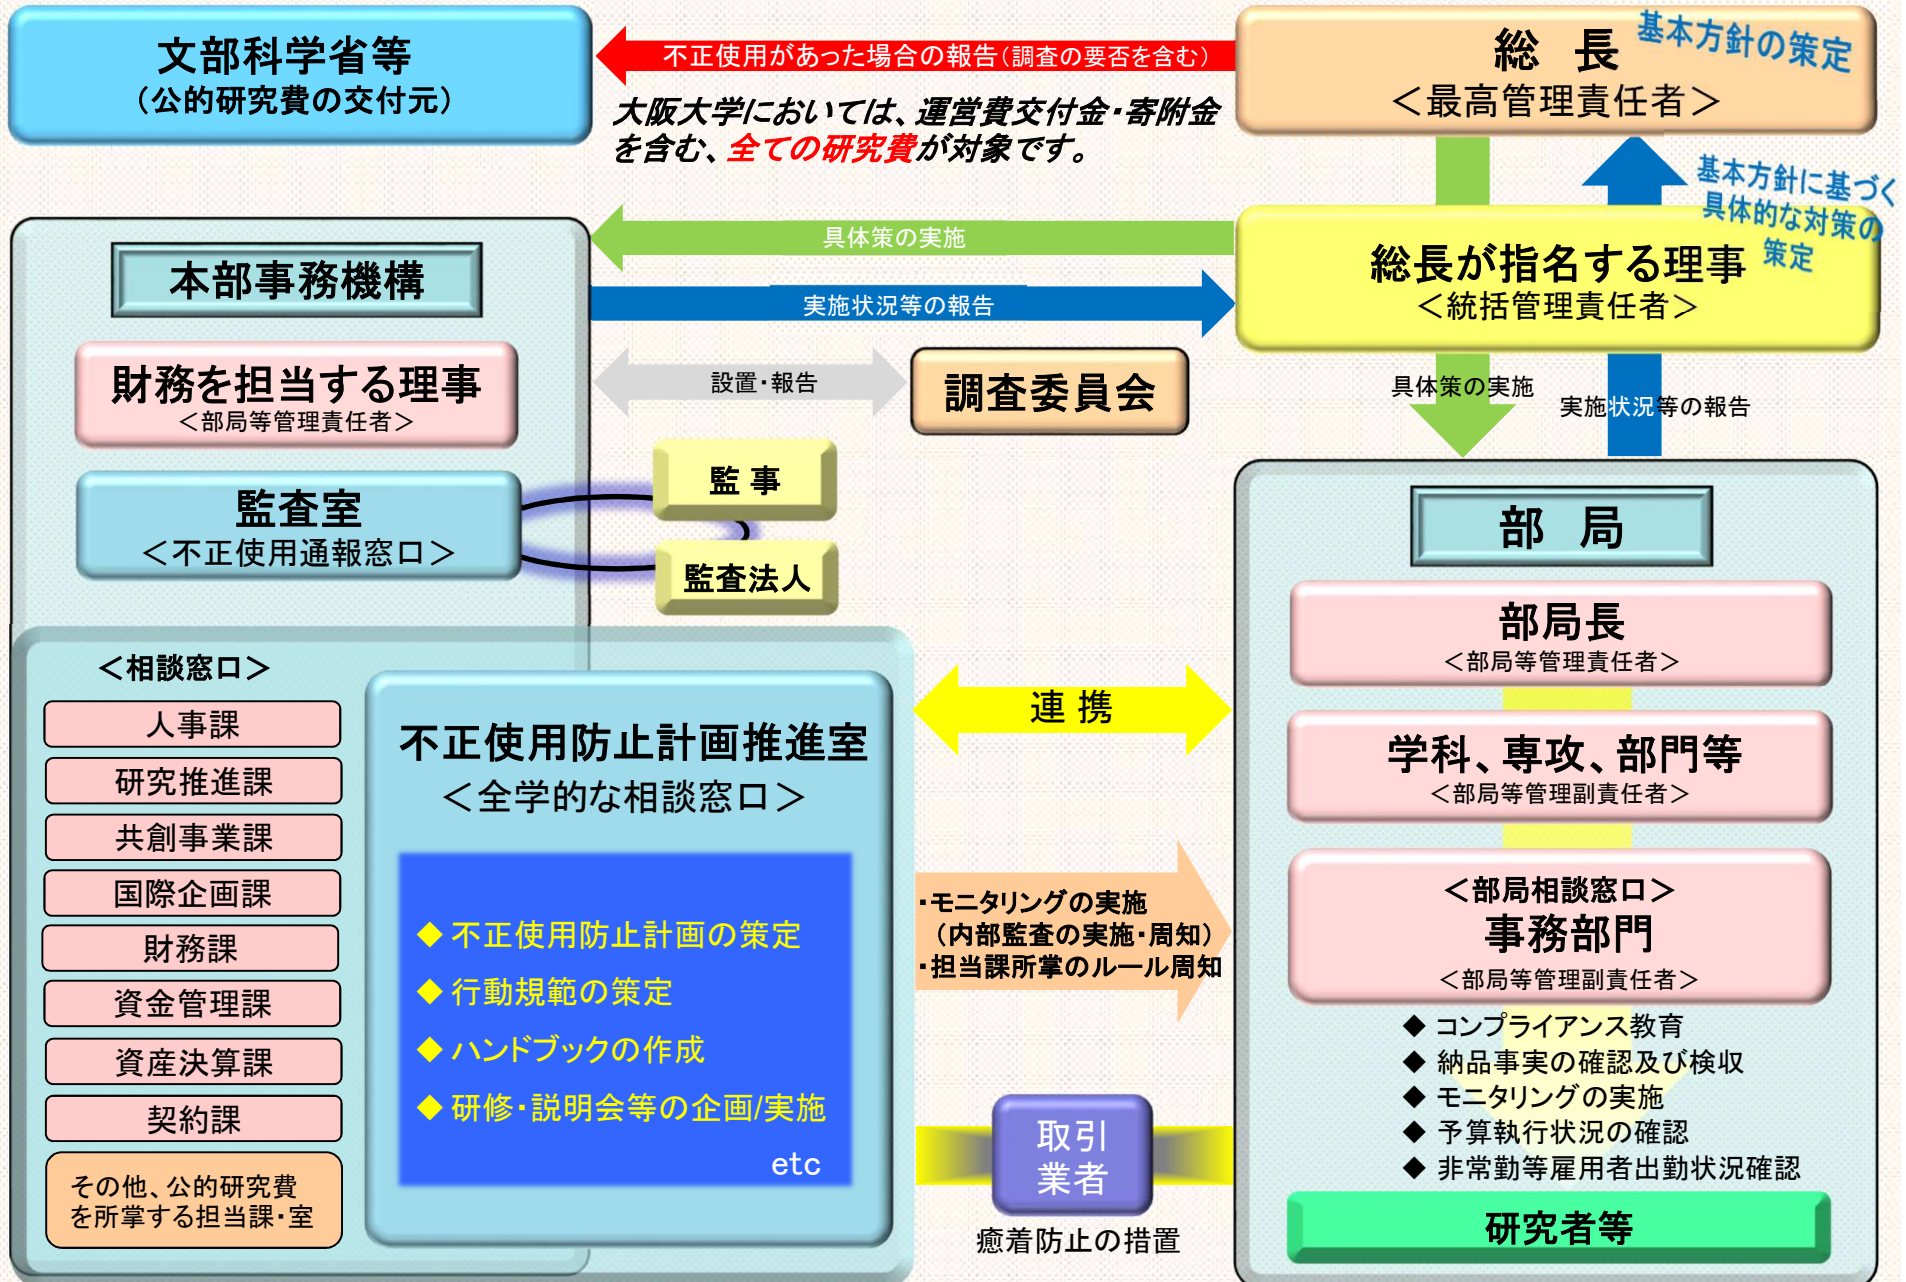 文部科学省等
(公的研究費の交付元)
不正使用があった場合の報告(調査の要否を含む)
総 長
<最高管理責任者>
基本方針の策定
大阪大学においては、運営費交付金・寄附金
を含む、全ての研究費が対象です。
基本方針に基づく
具体的な対策の
策定
総長が指名する理事
<統括管理責任者>
具体策の実施
実施状況等の報告
本部事務機構
財務を担当する理事
<部局等管理責任者>
設置・報告
調査委員会
具体策の実施
実施状況等の報告
監査室
<不正使用通報窓口>
監 事
監査法人
<相談窓口>
人事課
研究推進課
共創事業課
国際企画課
財務課
資金管理課
資産決算課
契約課
その他、公的研究費
を所掌する担当課・室
不正使用防止計画推進室
<全学的な相談窓口>
◆ 不正使用防止計画の策定
◆ 行動規範の策定
◆ ハンドブックの作成
◆ 研修・説明会等の企画/実施
etc
連 携
・モニタリングの実施
(内部監査の実施・周知)
・担当課所掌のルール周知
取引
業者
癒着防止の措置
部 局
部局長
<部局等管理責任者>
学科、専攻、部門等
<部局等管理副責任者>
<部局相談窓口>
事務部門
<部局等管理副責任者>
◆ コンプライアンス教育
◆ 納品事実の確認及び検収
◆ モニタリングの実施
◆ 予算執行状況の確認
◆ 非常勤等雇用者出勤状況確認
研究者等